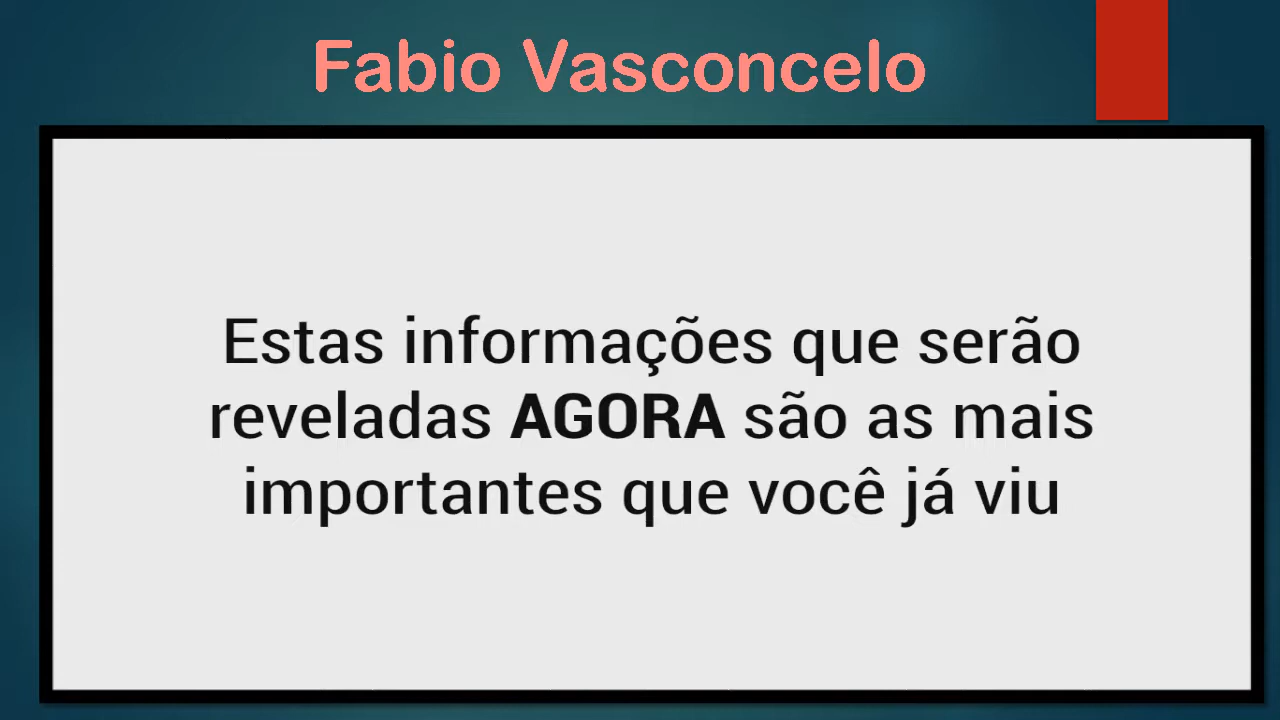 Fabio Vasconcelo
Estas informações que serão
reveladas AGORA são as mais
importantes que você já viu